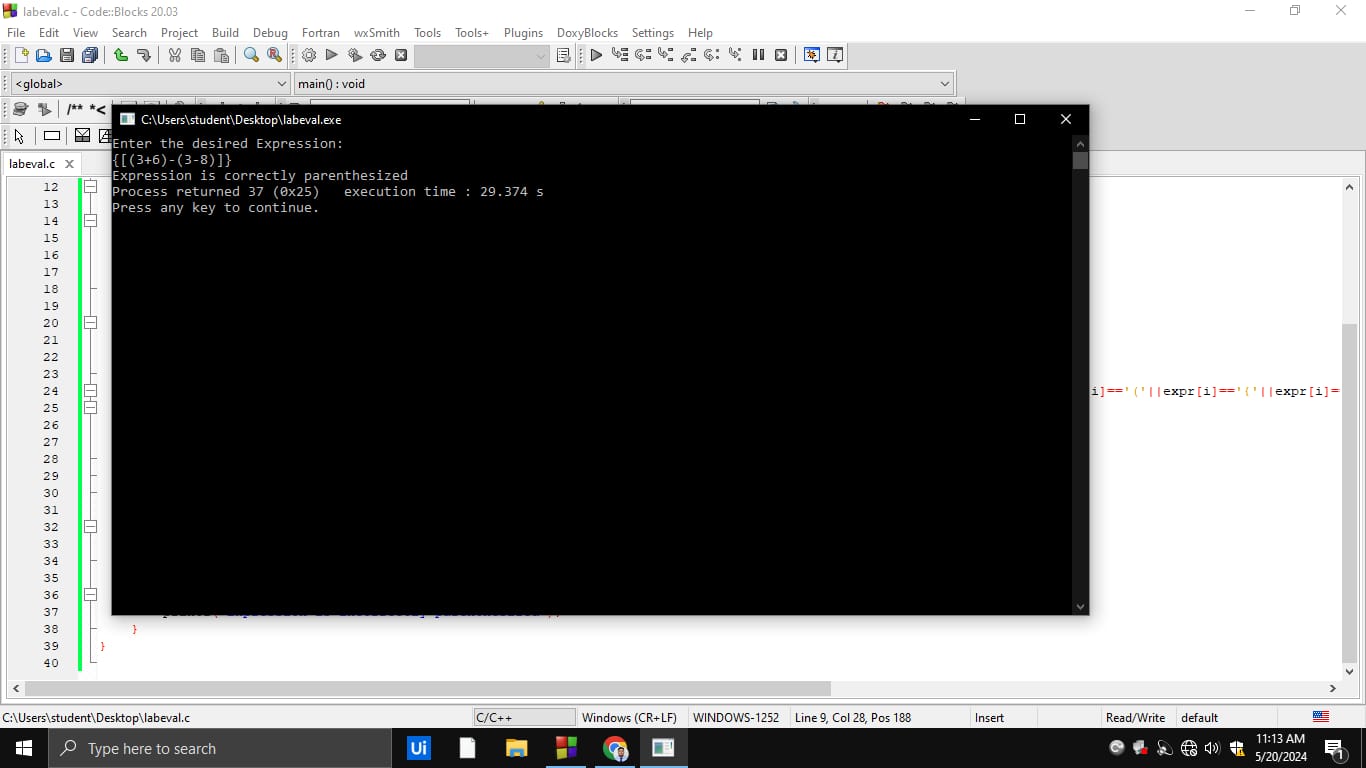 labeval.c - Code::Blocks 20.03
File Edit View Search Project Build Debug Fortran wxSmith Tools Tools+ Plugins DoxyBlocks Settings Help
<global> main() : void
/** *<
C:\Users\student\Desktop\labeval.exe
labeval.c
Enter the desired Expression:
{[(3+6)-(3-8)]}
Expression is correctly parenthesized
Process returned 37 (0x25)   execution time : 29.374 s
Press any key to continue.
12
13
14
15
16
17
18
19
20
21
22
23
24 i]=='('||expr[i]=='{'||expr[i]=
25
26
27
28
29
30
31
32
33
34
35
36
37
38 }
39 }
40
C:\Users\student\Desktop\labeval.c C/C++ Windows (CR+LF) WINDOWS-1252 Line 9, Col 28, Pos 188 Insert Read/Write default
Type here to search
Ui
11:13 AM
5/20/2024
1